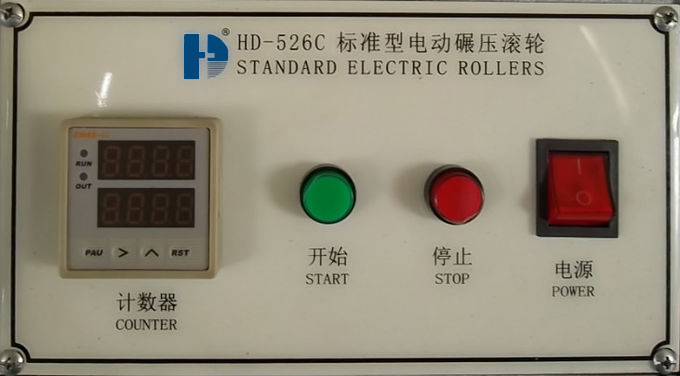 ® HD-526C 标准型电动碾压滚轮
STANDARD ELECTRIC ROLLERS
RUN
OUT
PAU > ^ RST
计数器
COUNTER
开始
START
停止
STOP
电源
POWER